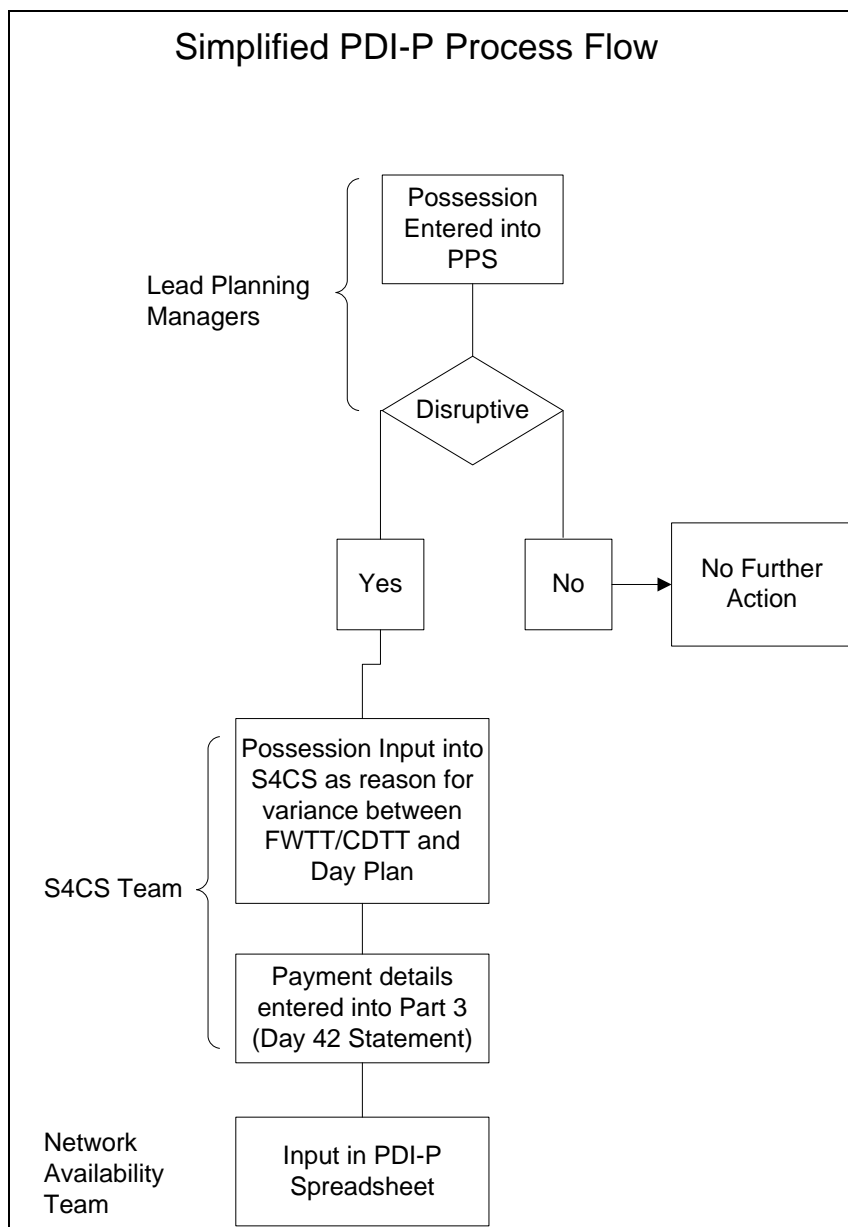 Simplified PDI-P Process Flow
Possession
Entered into
PPS
Lead Planning
Managers
Disruptive
Yes
No
No Further
Action
Possession Input into
S4CS as reason for
variance between
FWTT/CDTT and
Day Plan
S4CS Team
Payment details
entered into Part 3
(Day 42 Statement)
Network
Availability
Team
Input in PDI-P
Spreadsheet